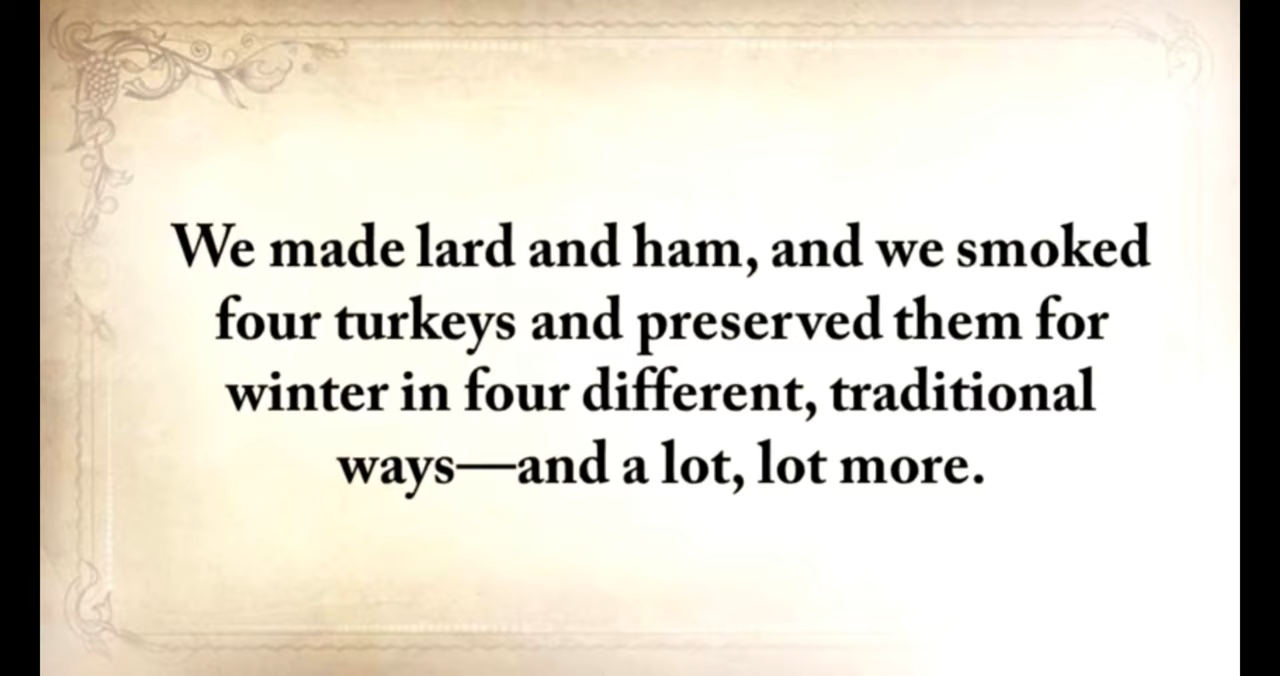 We made lard and ham, and we smoked
four turkeys and preserved them for
winter in four different, traditional
ways—and a lot, lot more.